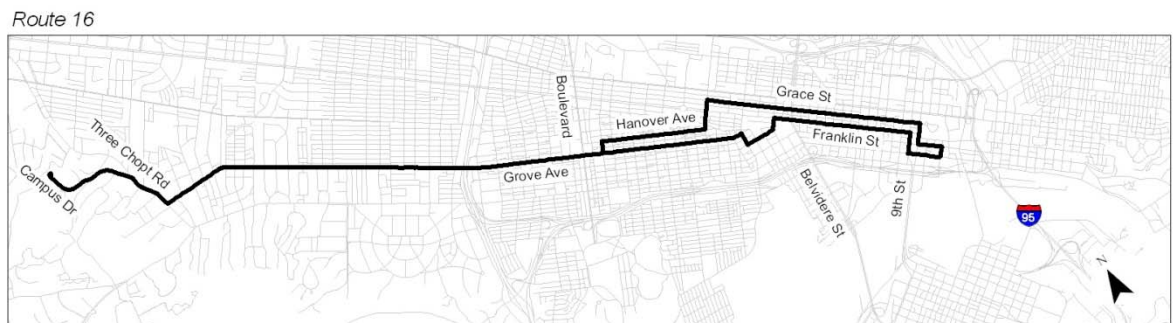 Route 16
Boulevard
Grace St
Hanover Ave
Franklin St
Three Chopt Rd
Campus Dr
Grove Ave
Belvidere St
9th St
95
N